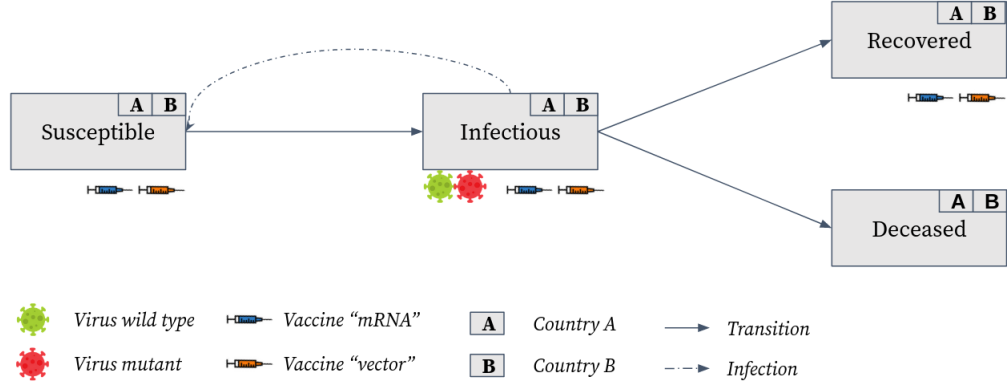 A B
Recovered
A B
Susceptible
A B
Infectious
A B
Deceased
Virus wild type
Vaccine “mRNA”
A
Country A
Transition
Virus mutant
Vaccine “vector”
B
Country B
Infection